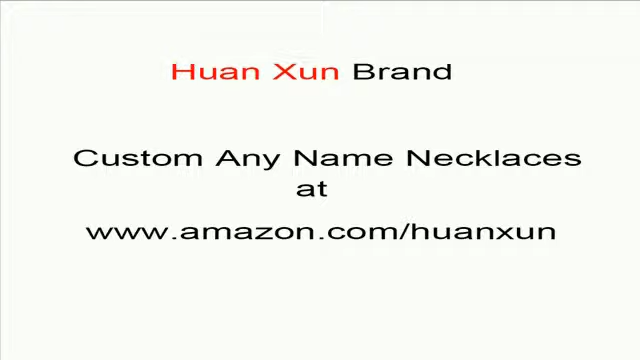 Huan Xun Brand
Custom Any Name Necklaces
at
www.amazon.com/huanxun